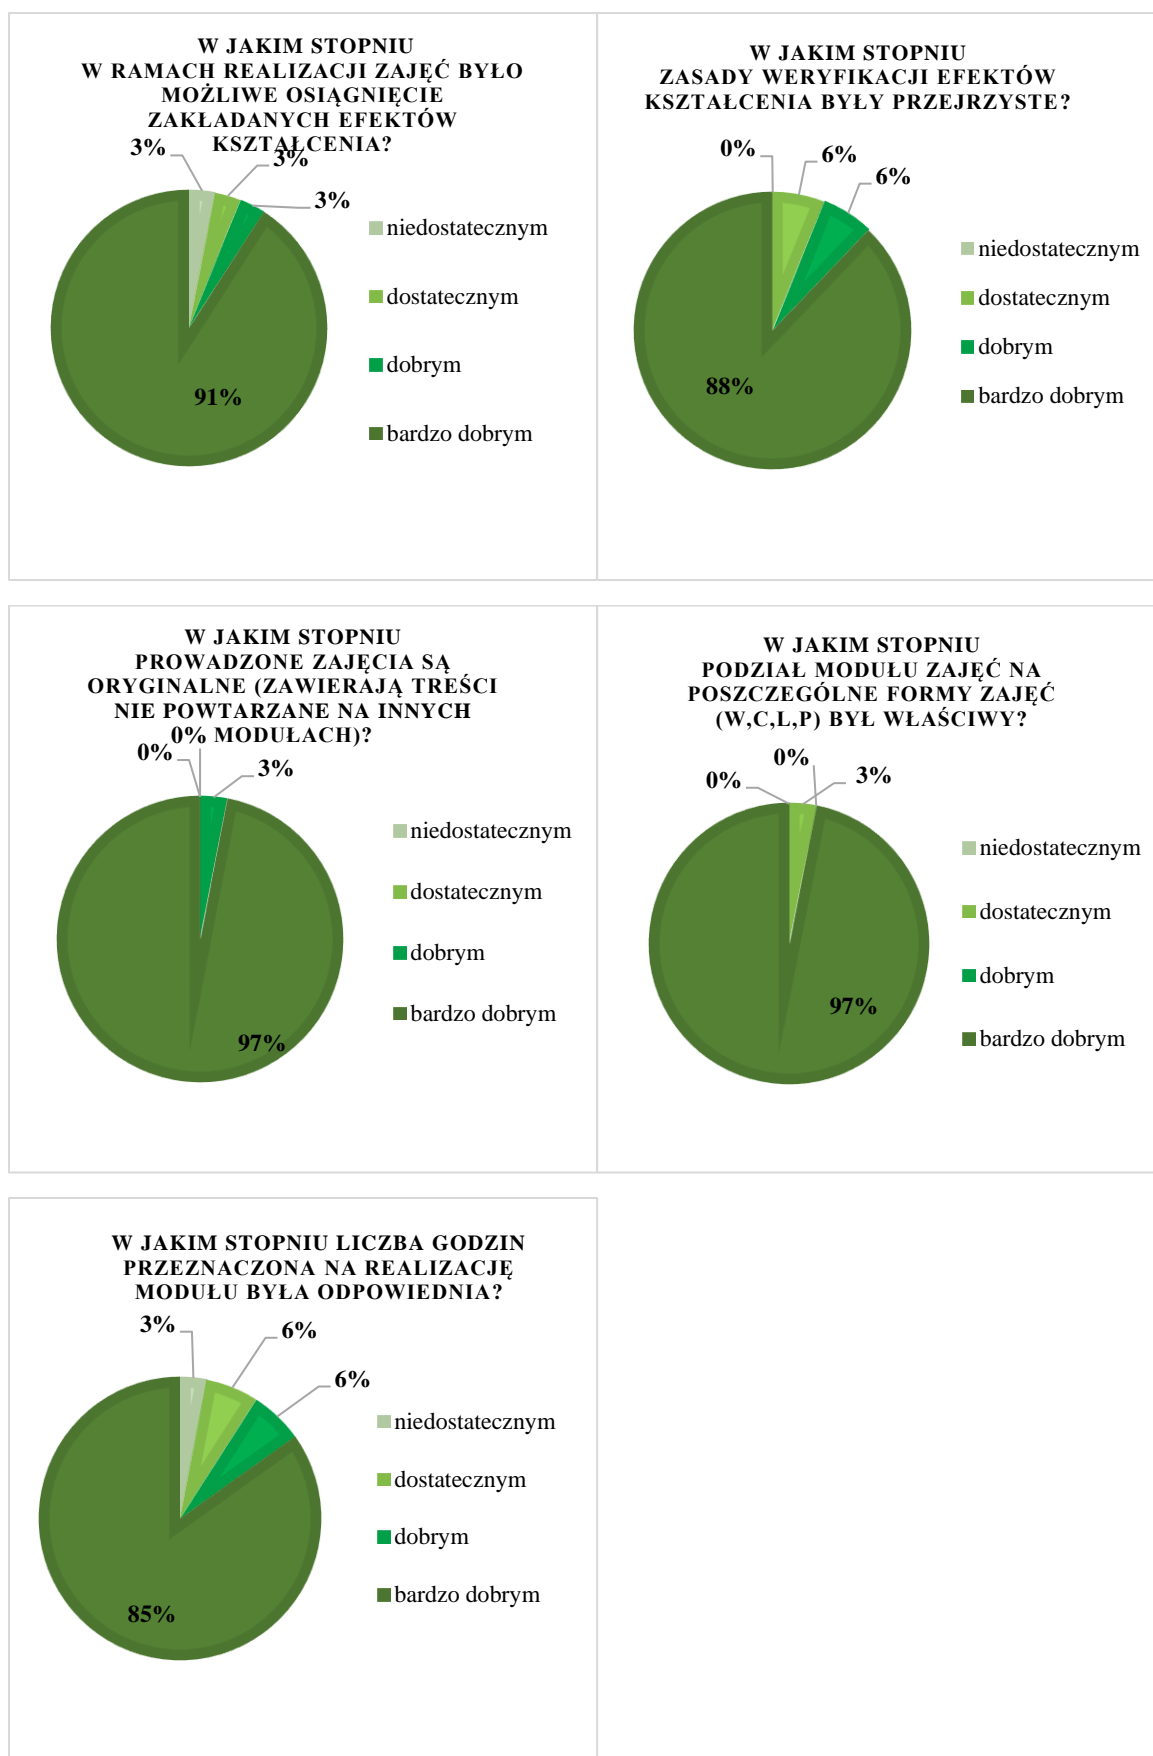 W JAKIM STOPNIU
W RAMACH REALIZACJI ZAJĘĆ BYŁO
MOŻLIWE OSIĄGNIĘCIE
ZAKŁADANYCH EFEKTÓW
KSZTAŁCENIA?
3%
3%
3%
91%
niedostatecznym
dostatecznym
dobrym
bardzo dobrym
W JAKIM STOPNIU
ZASADY WERYFIKACJI EFEKTÓW
KSZTAŁCENIA BYŁY PRZEJRZYSTE?
0%
6%
6%
88%
niedostatecznym
dostatecznym
dobrym
bardzo dobrym
W JAKIM STOPNIU
PROWADZONE ZAJĘCIA SĄ
ORYGINALNE (ZAWIERAJĄ TREŚCI
NIE POWTARZANE NA INNYCH
MODUŁACH)?
0%
0%
3%
97%
niedostatecznym
dostatecznym
dobrym
bardzo dobrym
W JAKIM STOPNIU
PODZIAŁ MODUŁU ZAJĘĆ NA
POSZCZEGÓLNE FORMY ZAJĘĆ
(W,C,L,P) BYŁ WŁAŚCIWY?
0%
0%
3%
97%
niedostatecznym
dostatecznym
dobrym
bardzo dobrym
W JAKIM STOPNIU LICZBA GODZIN
PRZEZNACZONA NA REALIZACJĘ
MODUŁU BYŁA ODPOWIEDNIA?
3%
6%
6%
85%
niedostatecznym
dostatecznym
dobrym
bardzo dobrym